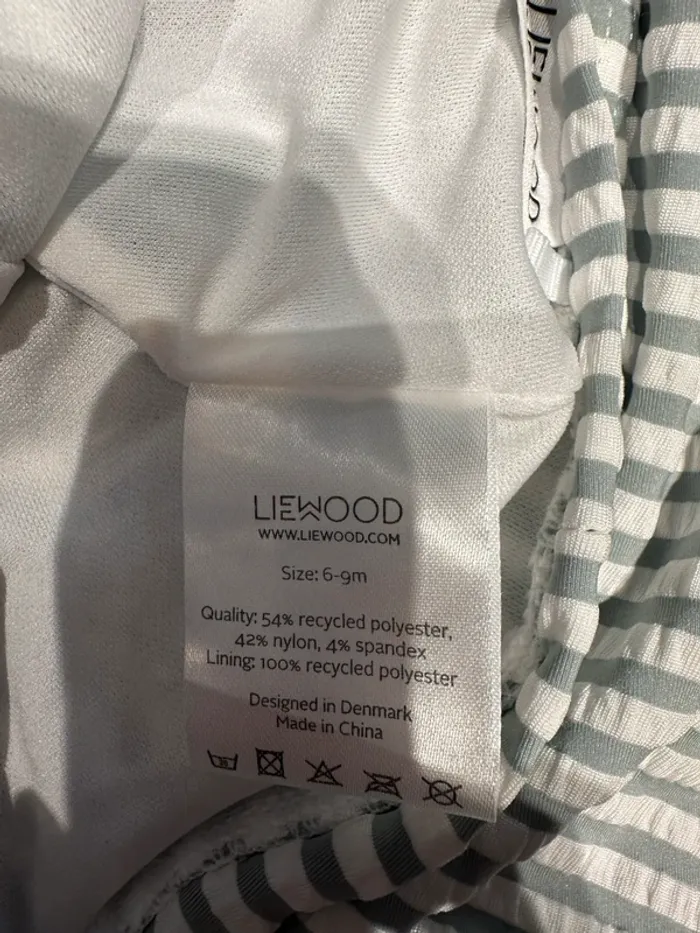 LIEWOOD
LIEWOOD
WWW.LIEWOOD.COM
Size: 6-9m
Quality: 54% recycled polyester,
42% nylon, 4% spandex
Lining: 100% recycled polyester
Designed in Denmark
Made in China